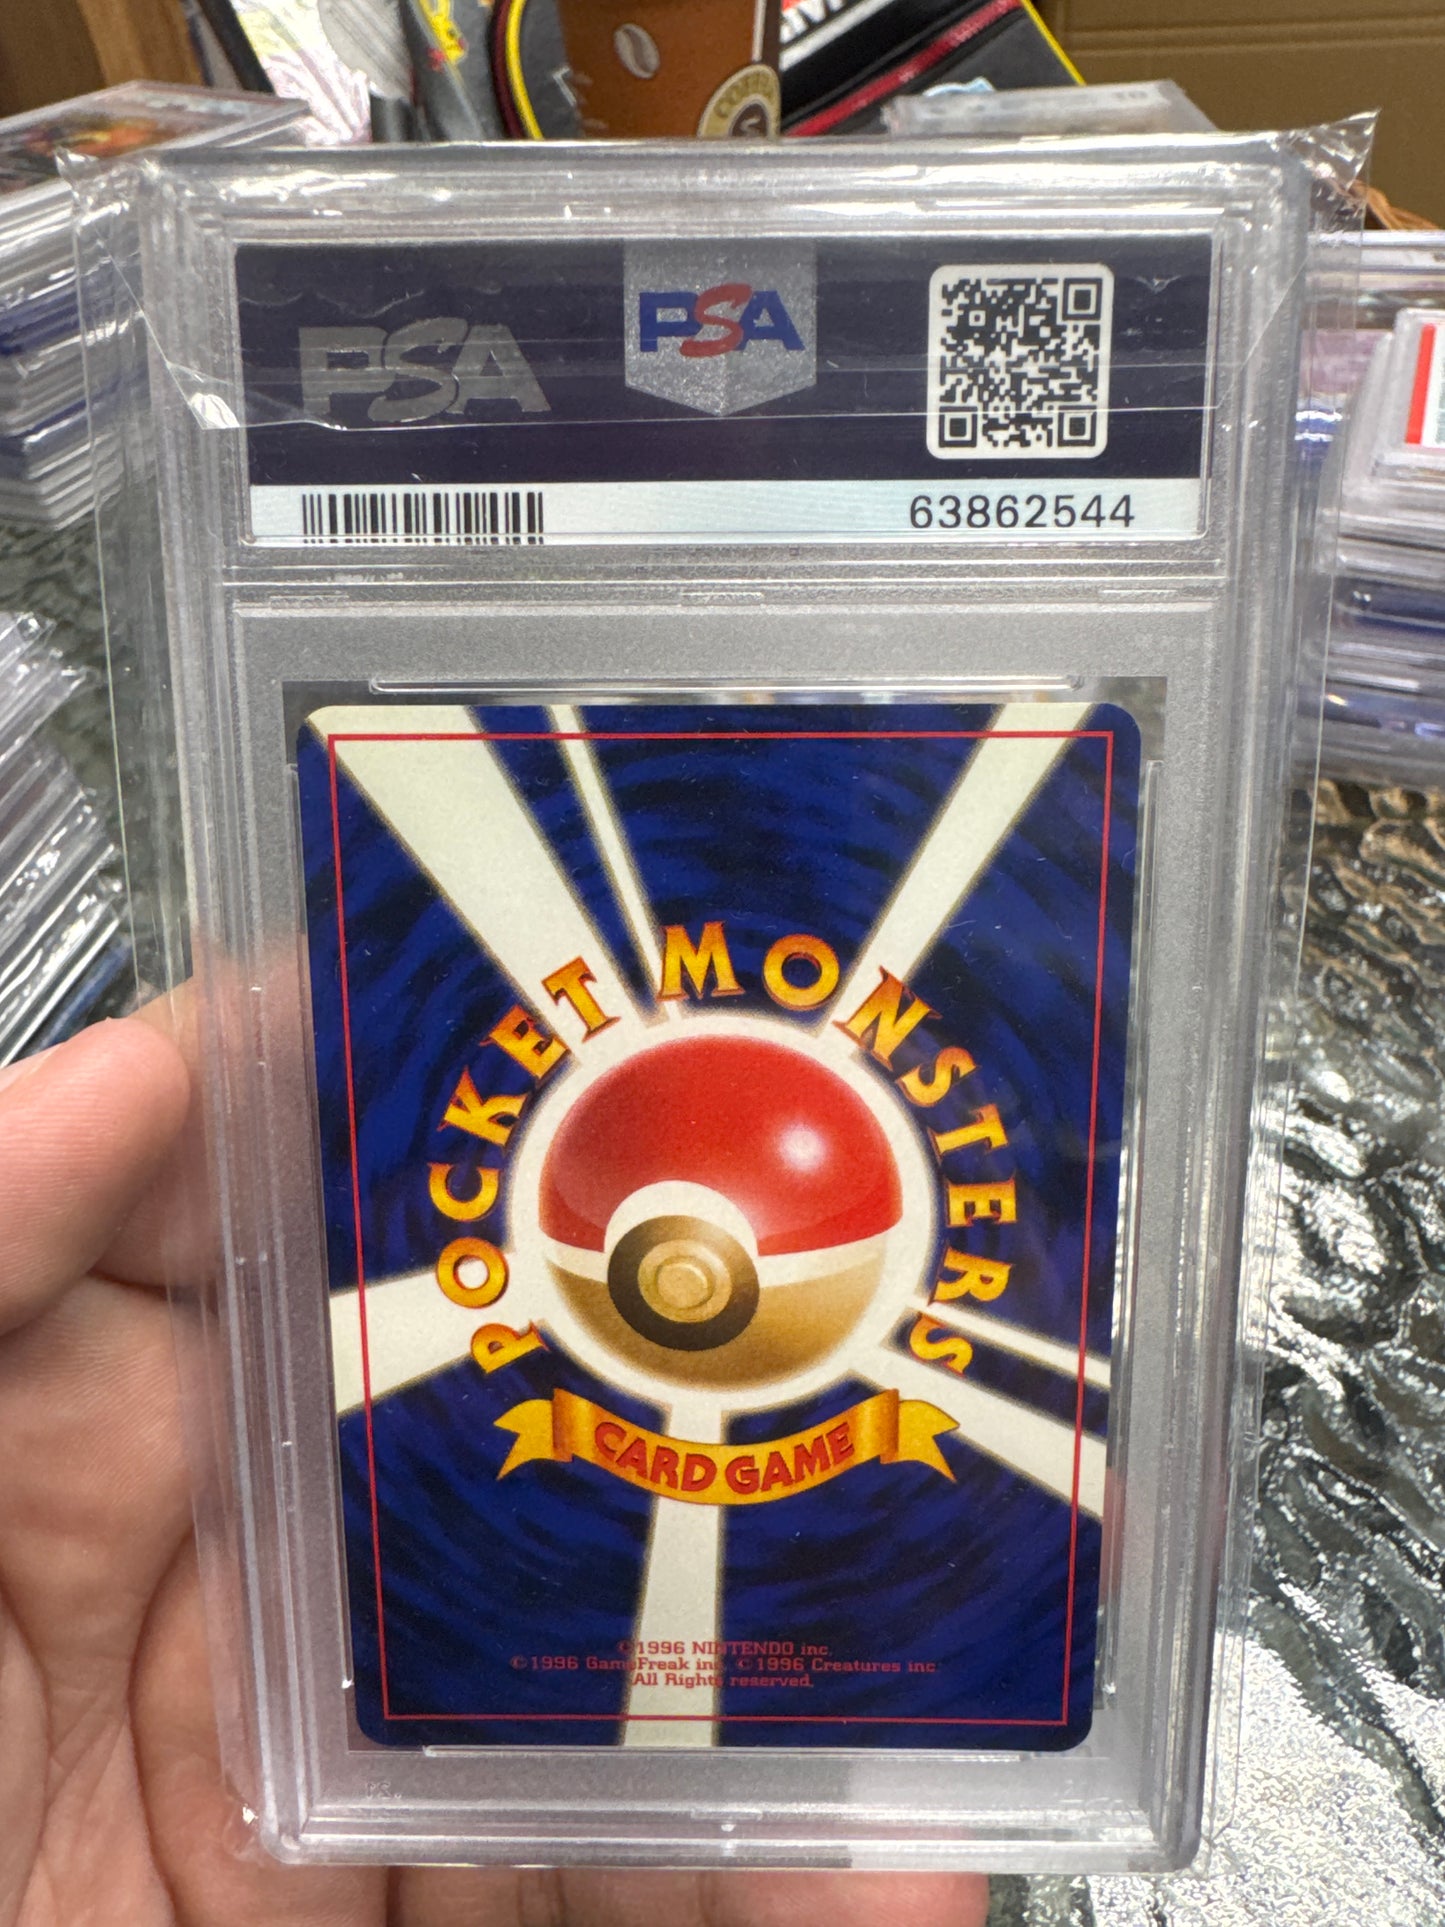 COFFEE
PSA
PSA
63862544
POCKET MONSTERS
CARD GAME
©1996 NINTENDO inc.
©1996 GameFreak inc. ©1996 Creatures inc.
All Rights reserved.